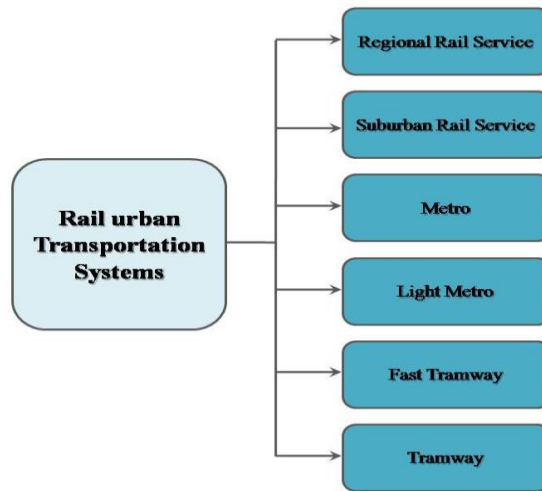 Rail urban
Transportation
Systems
Regional Rail Service
Suburban Rail Service
Metro
Light Metro
Fast Tramway
Tramway